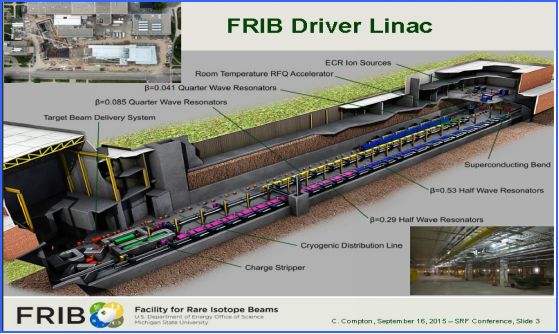 FRIB Driver Linac
ECR Ion Sources
Room Temperature RFQ Accelerator
β=0.041 Quarter Wave Resonators
β=0.085 Quarter Wave Resonators
Target Beam Delivery System
Superconducting Bend
β=0.53 Half Wave Resonators
β=0.29 Half Wave Resonators
Cryogenic Distribution Line
Charge Stripper
FRIB
Facility for Rare Isotope Beams
U.S. Department of Energy Office of Science
Michigan State University
C. Compton, September 16, 2015 – SRF Conference, Slide 3